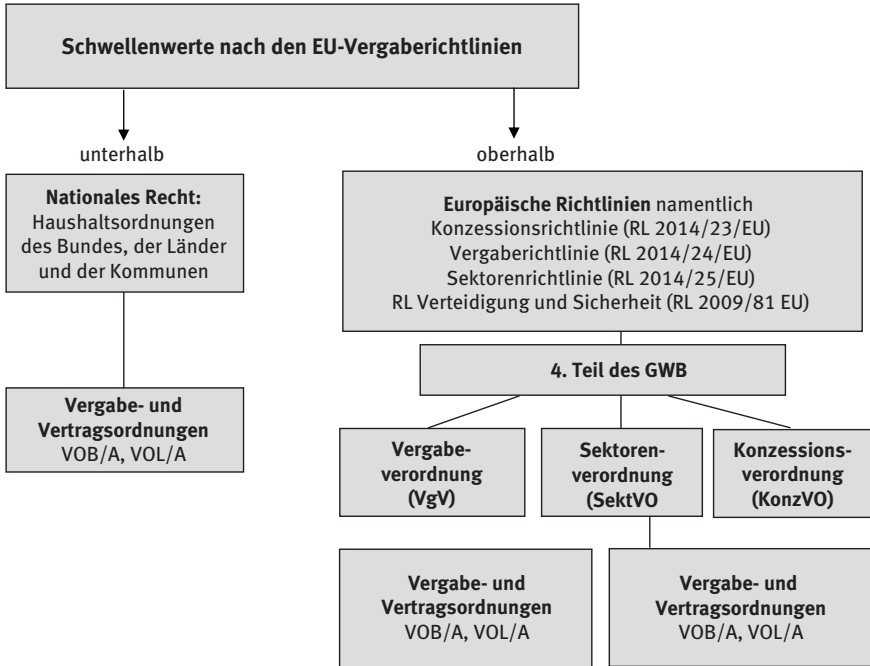 Schwellenwerte nach den EU-Vergaberichtlinien
unterhalb
oberhalb
Nationales Recht:
Haushaltsordnungen
des Bundes, der Länder
und der Kommunen
Europäische Richtlinien namentlich
Konzessionsrichtlinie (RL 2014/23/EU)
Vergaberichtlinie (RL 2014/24/EU)
Sektorenrichtlinie (RL 2014/25/EU)
RL Verteidigung und Sicherheit (RL 2009/81 EU)
4. Teil des GWB
Vergabe- und
Vertragsordnungen
VOB/A, VOL/A
Vergabe-
verordnung
(VgV)
Sektoren-
verordnung
(SektVO
Konzessions-
verordnung
(KonzVO)
Vergabe- und
Vertragsordnungen
VOB/A, VOL/A
Vergabe- und
Vertragsordnungen
VOB/A, VOL/A